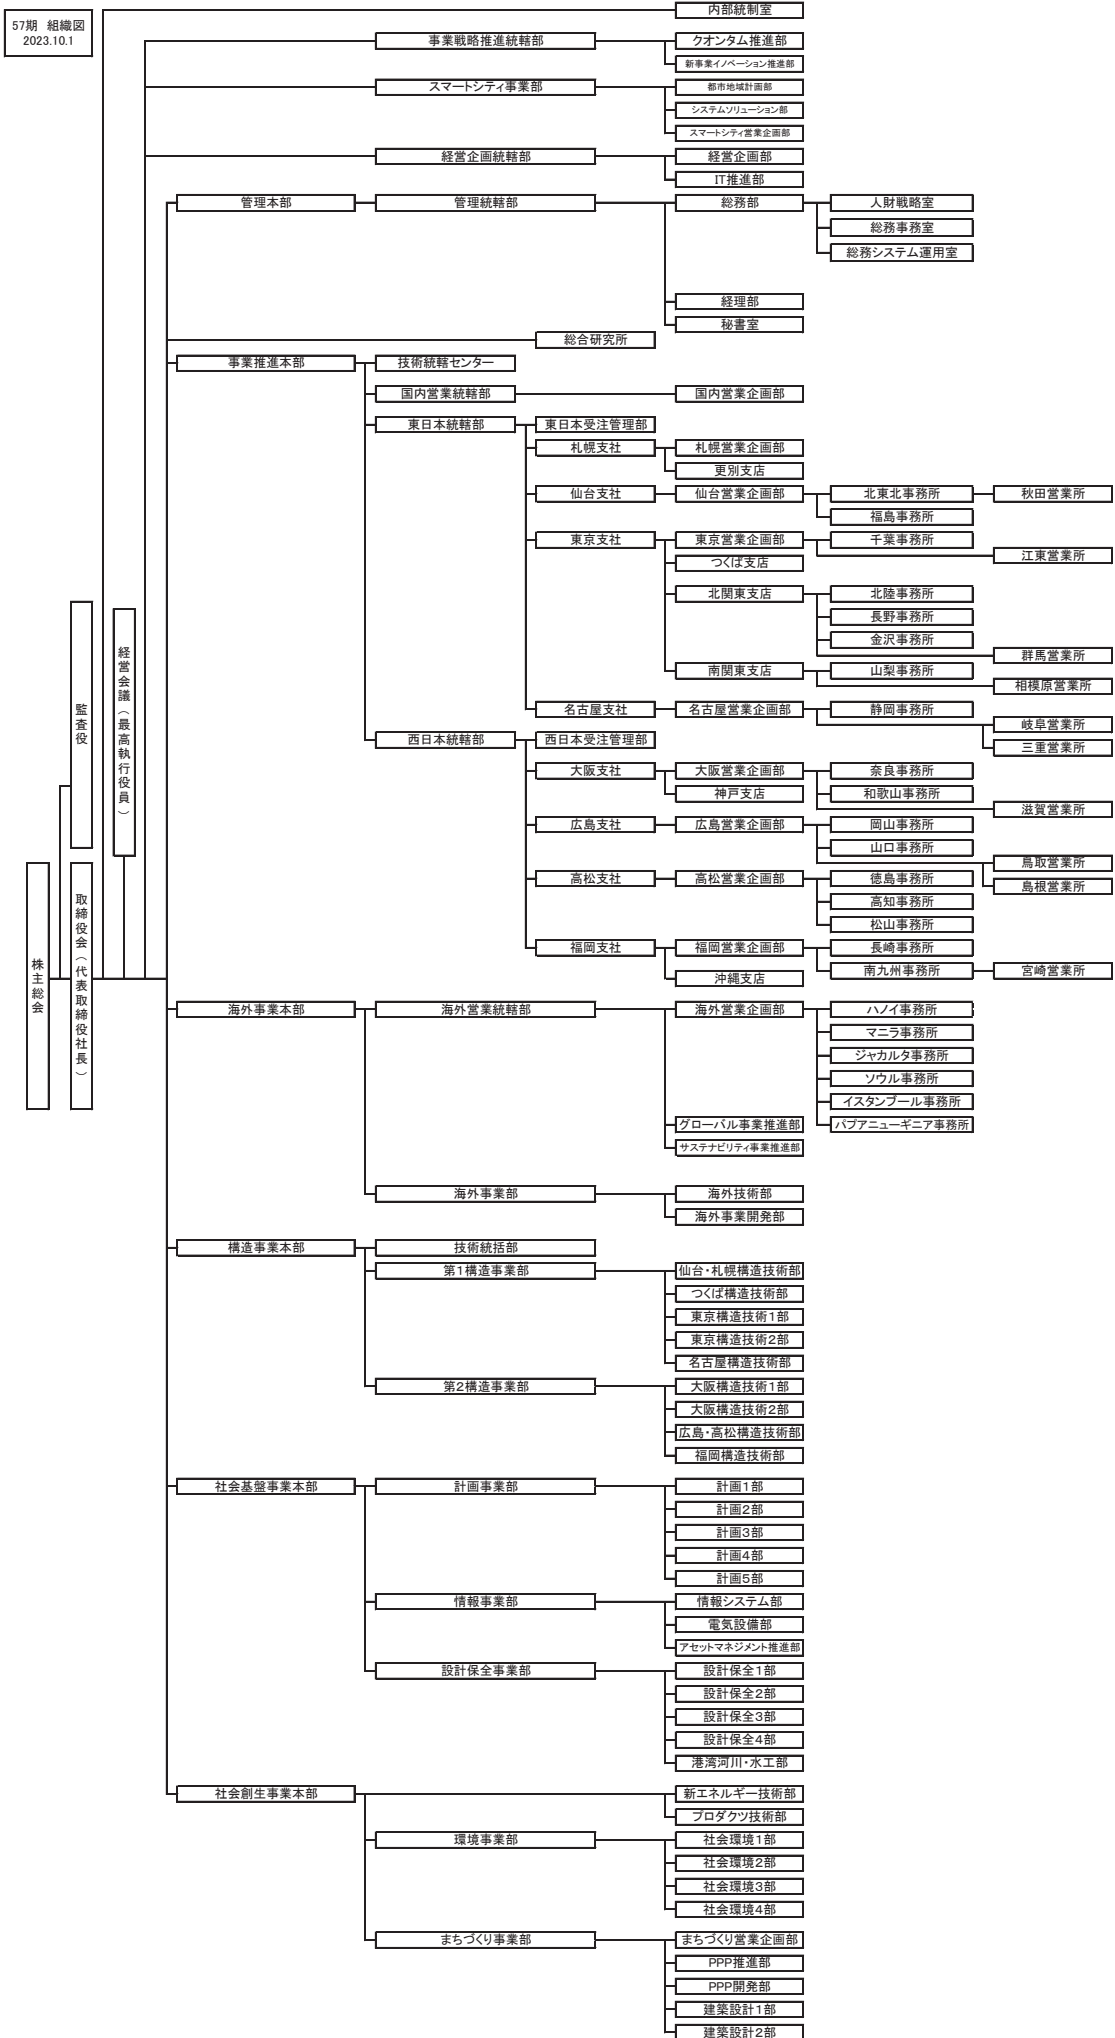 57期 組織図
2023.10.1
内部統制室
事業戦略推進統轄部
クオンタム推進部
新事業イノベーション推進部
スマートシティ事業部
都市地域計画部
システムソリューション部
スマートシティ営業企画部
経営企画統轄部
経営企画部
IT推進部
管理本部
管理統轄部
総務部
人財戦略室
総務事務室
総務システム運用室
経理部
秘書室
総合研究所
事業推進本部
技術統轄センター
国内営業統轄部
国内営業企画部
東日本統轄部
東日本受注管理部
札幌支社
札幌営業企画部
更別支店
仙台支社
仙台営業企画部
北東北事務所
秋田営業所
福島事務所
東京支社
東京営業企画部
千葉事務所
江東営業所
つくば支店
北関東支店
北陸事務所
長野事務所
金沢事務所
群馬営業所
南関東支店
山梨事務所
相模原営業所
名古屋支社
名古屋営業企画部
静岡事務所
岐阜営業所
三重営業所
西日本統轄部
西日本受注管理部
大阪支社
大阪営業企画部
奈良事務所
神戸支店
和歌山事務所
滋賀営業所
広島支社
広島営業企画部
岡山事務所
山口事務所
鳥取営業所
島根営業所
高松支社
高松営業企画部
徳島事務所
高知事務所
松山事務所
福岡支社
福岡営業企画部
長崎事務所
南九州事務所
宮崎営業所
沖縄支店
株主総会
監査役
取締役会（代表取締役社長）
経営会議（最高執行役員）
海外事業本部
海外営業統轄部
海外営業企画部
ハノイ事務所
マニラ事務所
ジャカルタ事務所
ソウル事務所
イスタンブール事務所
パプアニューギニア事務所
グローバル事業推進部
サステナビリティ事業推進部
海外事業部
海外技術部
海外事業開発部
構造事業本部
技術統括部
第1構造事業部
仙台・札幌構造技術部
つくば構造技術部
東京構造技術1部
東京構造技術2部
名古屋構造技術部
第2構造事業部
大阪構造技術1部
大阪構造技術2部
広島・高松構造技術部
福岡構造技術部
社会基盤事業本部
計画事業部
計画1部
計画2部
計画3部
計画4部
計画5部
情報事業部
情報システム部
電気設備部
アセットマネジメント推進部
設計保全事業部
設計保全1部
設計保全2部
設計保全3部
設計保全4部
港湾河川・水工部
社会創生事業本部
新エネルギー技術部
プロダクツ技術部
環境事業部
社会環境1部
社会環境2部
社会環境3部
社会環境4部
まちづくり事業部
まちづくり営業企画部
PPP推進部
PPP開発部
建築設計1部
建築設計2部